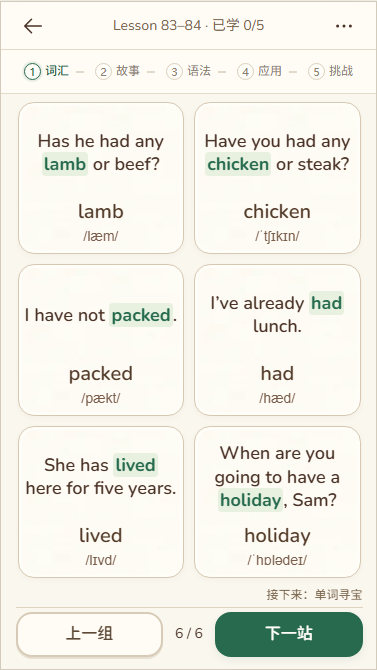 Lesson 83–84 · 已学 0/5
1 词汇 – 2 故事 – 3 语法 – 4 应用 – 5 挑战
Has he had any
lamb or beef?
lamb
/læm/
Have you had any
chicken or steak?
chicken
/ˈtʃɪkɪn/
I have not packed.
packed
/pækt/
I’ve already had
lunch.
had
/hæd/
She has lived
here for five years.
lived
/lɪvd/
When are you
going to have a
holiday, Sam?
holiday
/ˈhɒlədeɪ/
接下来：单词寻宝
上一组
6 / 6
下一站